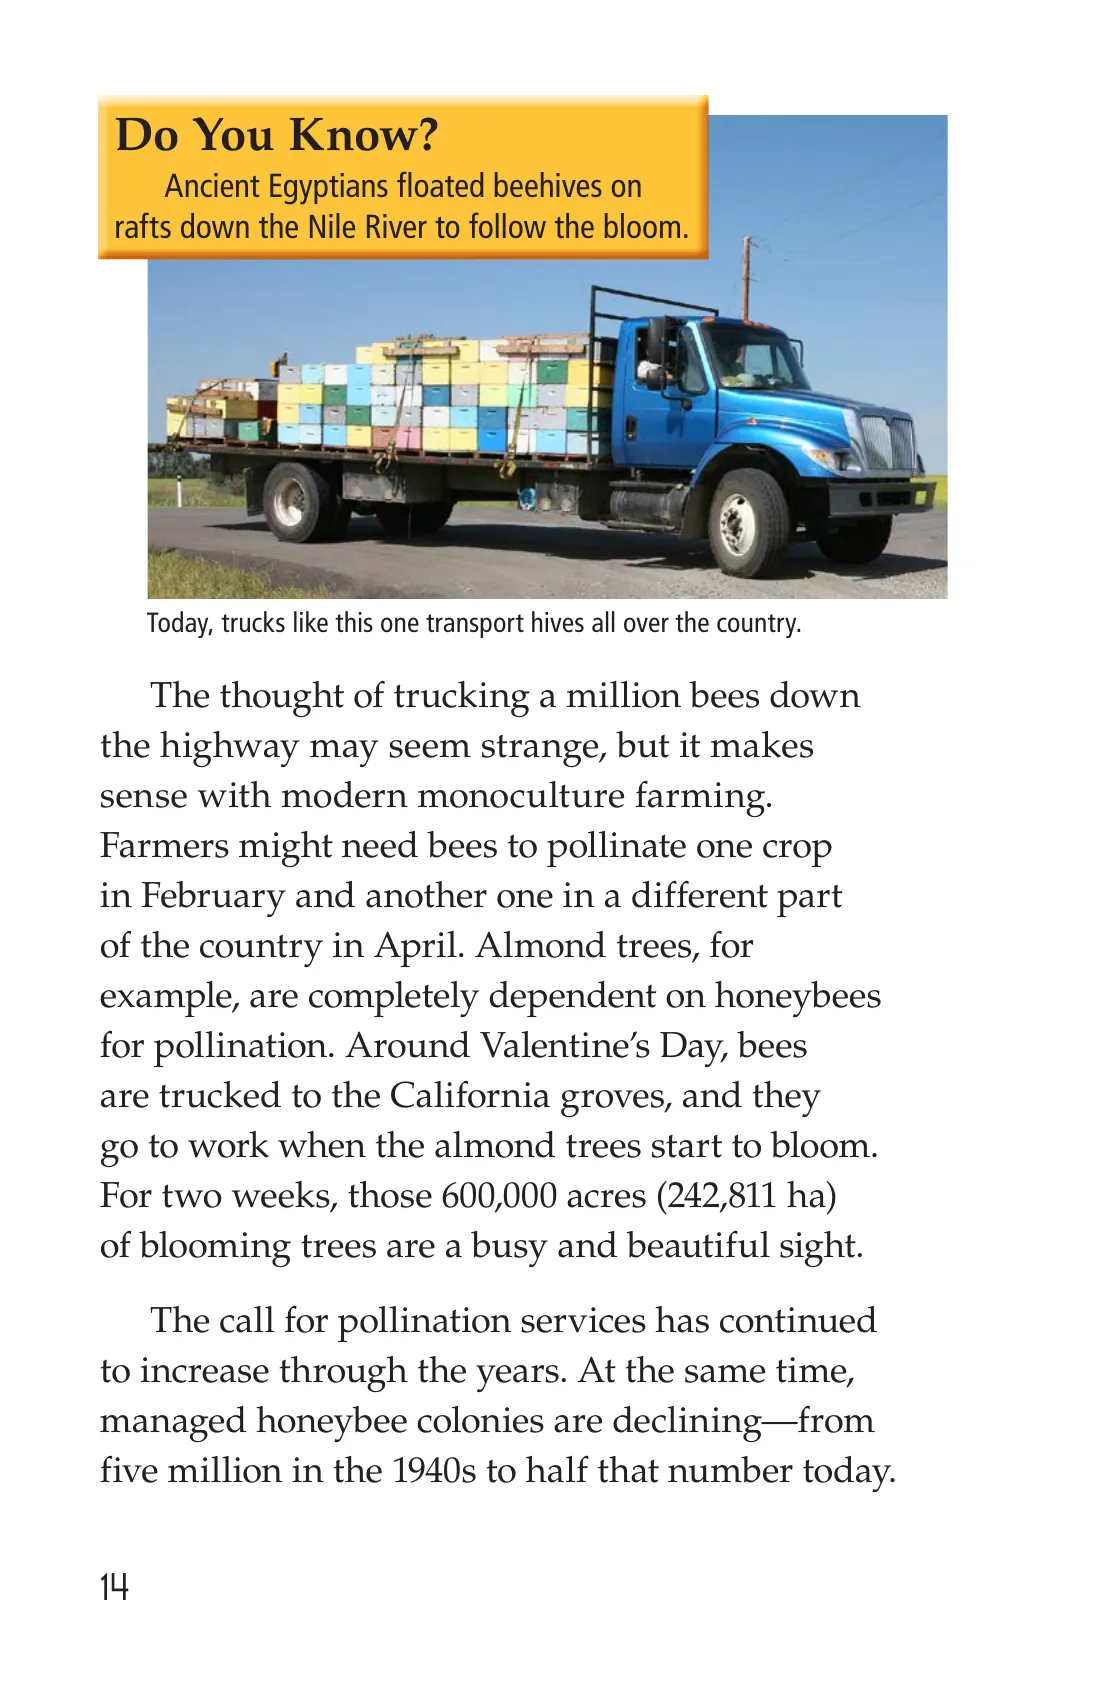 Do You Know?
Ancient Egyptians floated beehives on
rafts down the Nile River to follow the bloom.
Today, trucks like this one transport hives all over the country.
The thought of trucking a million bees down
the highway may seem strange, but it makes
sense with modern monoculture farming.
Farmers might need bees to pollinate one crop
in February and another one in a different part
of the country in April. Almond trees, for
example, are completely dependent on honeybees
for pollination. Around Valentine’s Day, bees
are trucked to the California groves, and they
go to work when the almond trees start to bloom.
For two weeks, those 600,000 acres (242,811 ha)
of blooming trees are a busy and beautiful sight.
The call for pollination services has continued
to increase through the years. At the same time,
managed honeybee colonies are declining—from
five million in the 1940s to half that number today.
14